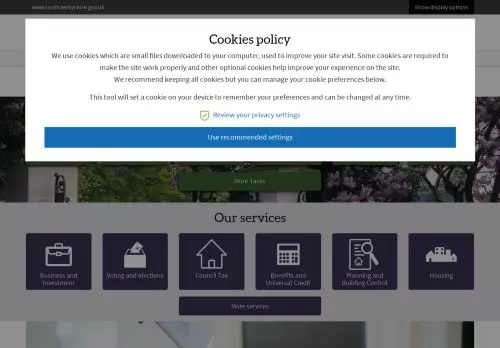 www.southderbyshire.gov.uk
Show display options
Cookies policy
We use cookies which are small files downloaded to your computer, used to improve your site visit. Some cookies are required to
make the site work properly and other optional cookies help improve your experience on the site.
We recommend keeping all cookies but you can manage your cookie preferences below.
This tool will set a cookie on your device to remember your preferences and can be changed at any time.
Review your privacy settings
Use recommended settings
More Tasks
Our services
Business and
investment
Voting and elections
Council Tax
Benefits and
Universal Credit
Planning and
Building Control
Housing
More services